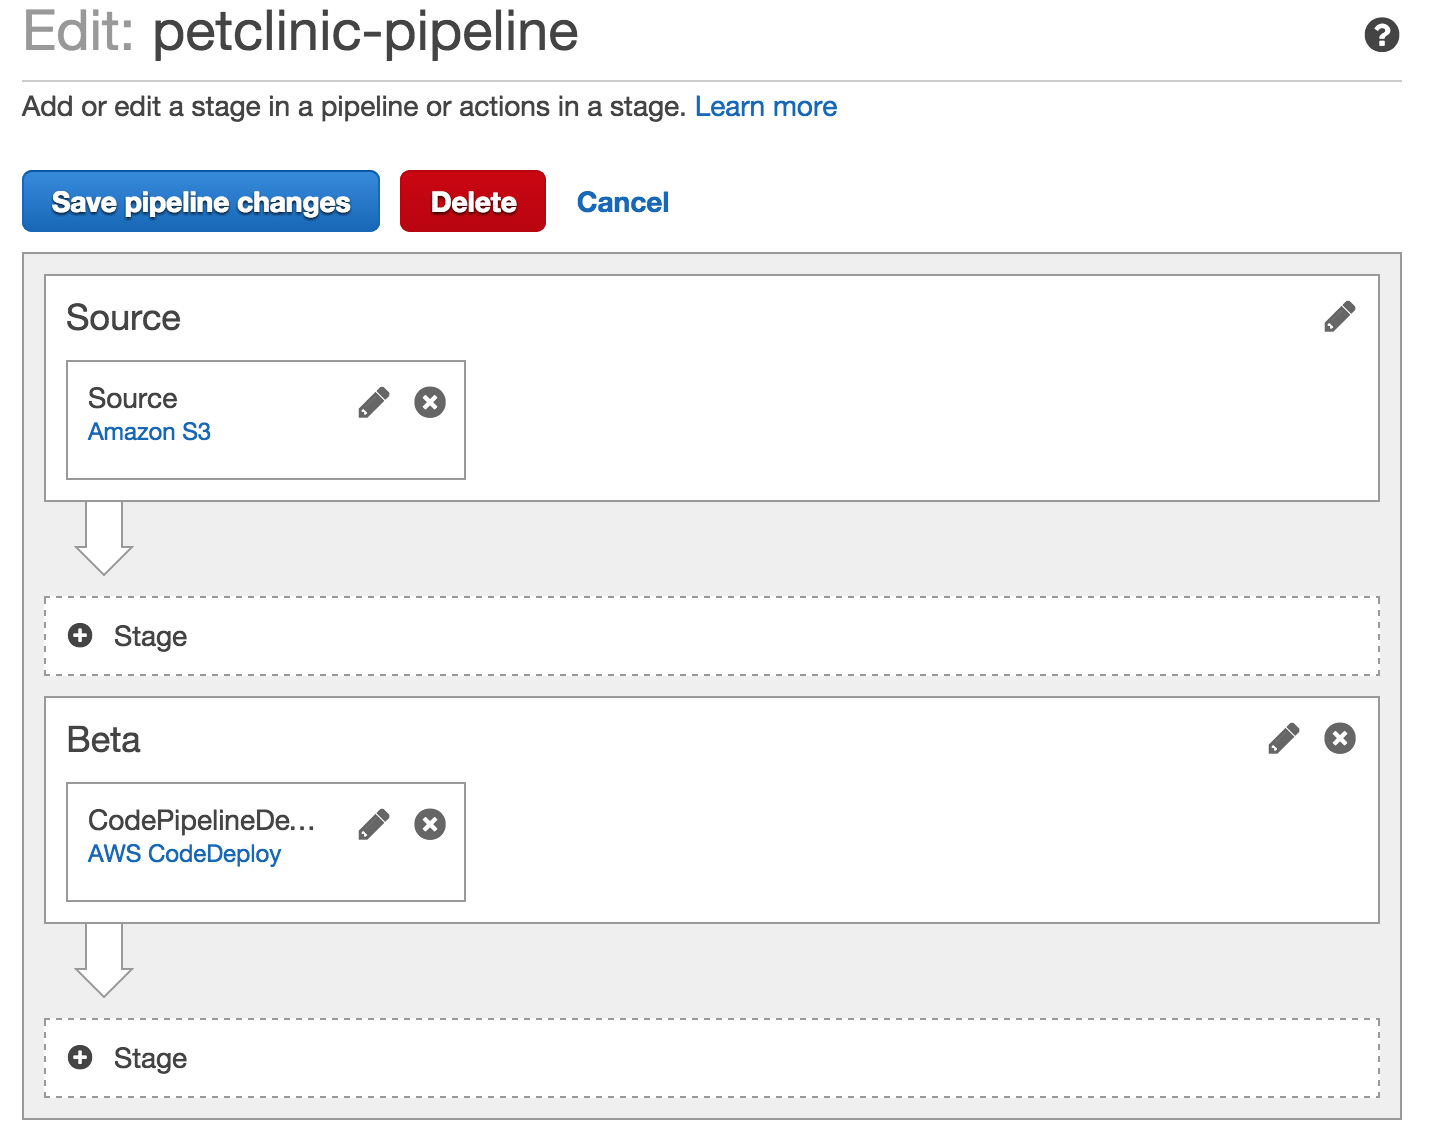 Edit: petclinic-pipeline
Add or edit a stage in a pipeline or actions in a stage. Learn more
Save pipeline changes Delete Cancel
Source
Source
Amazon S3
Stage
Beta
CodePipelineDe...
AWS CodeDeploy
Stage